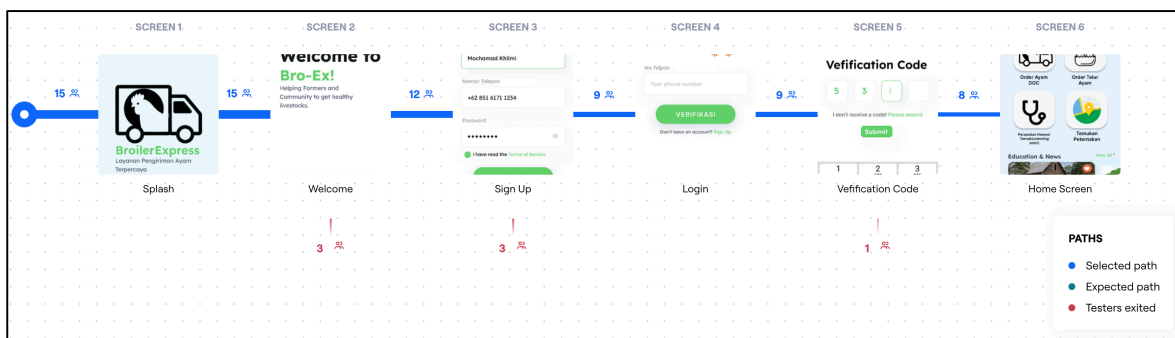 SCREEN 1
SCREEN 2
SCREEN 3
SCREEN 4
SCREEN 5
SCREEN 6
15
15
12
9
9
8
BroilerExpress
Layanan Pengiriman Ayam
Terpercaya
Welcome to
Bro-Ex!
Helping Farmers and
Community to get healthy
livestocks.
Mochamad Khilmi
Nomor Telepon
+62 851 6171 1234
Password
••••••••
I have read the Terms of Service
No Telpon
Your phone number
VERIFIKASI
Don't have an account? Sign Up
Vefification Code
5 3
I don't receive a code! Please resend
Submit
1 2 3
Order Ayam
DOC
Order Telur
Ayam
Perawatan Hewan/
Ternak(comming
soon)
Temukan
Peternakan
Education & News
View All
Splash
Welcome
Sign Up
Login
Vefification Code
Home Screen
3
3
1
PATHS
Selected path
Expected path
Testers exited